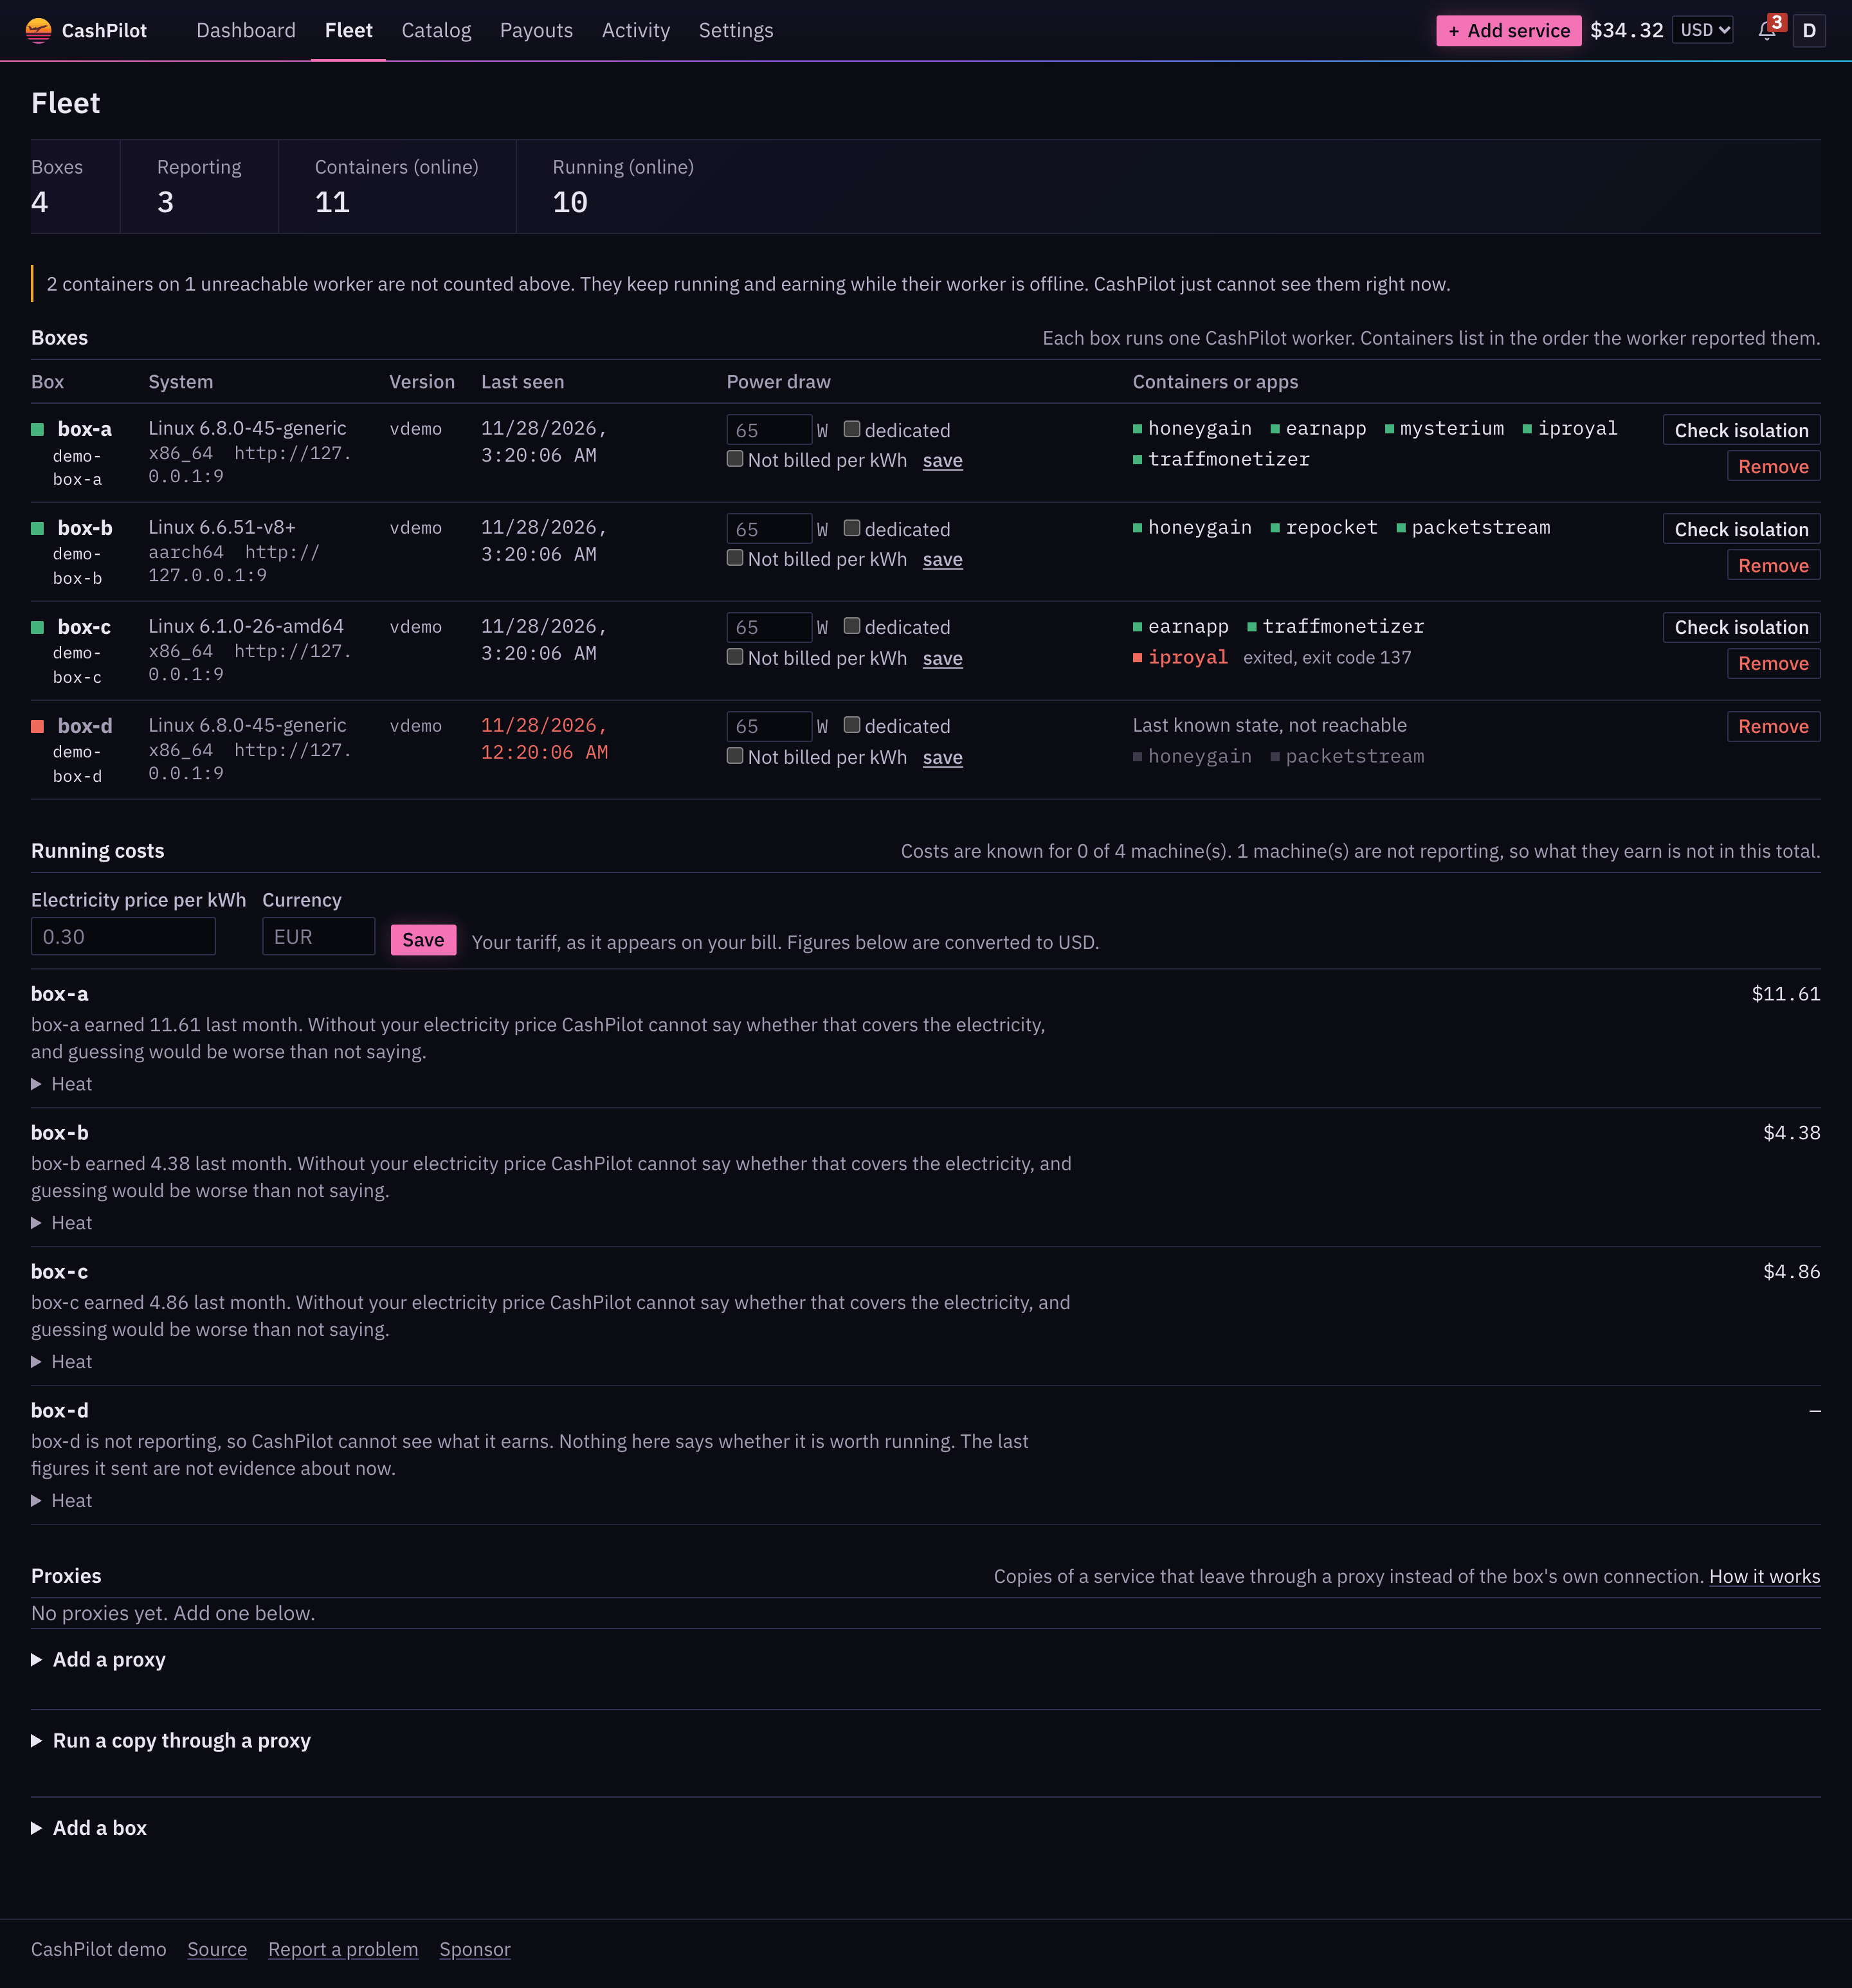 CashPilot Dashboard Fleet Catalog Payouts Activity Settings + Add service $34.32 USD 3 D
Fleet
Boxes Reporting Containers (online) Running (online)
4 3 11 10
2 containers on 1 unreachable worker are not counted above. They keep running and earning while their worker is offline. CashPilot just cannot see them right now.
Boxes Each box runs one CashPilot worker. Containers list in the order the worker reported them.
Box System Version Last seen Power draw Containers or apps
box-a Linux 6.8.0-45-generic vdemo 11/28/2026, 65 W dedicated honeygain earnapp mysterium iproyal Check isolation
demo- x86_64 http://127. 3:20:06 AM Not billed per kWh save traffmonetizer Remove
box-a 0.0.1:9
box-b Linux 6.6.51-v8+ vdemo 11/28/2026, 65 W dedicated honeygain repocket packetstream Check isolation
demo- aarch64 http:// 3:20:06 AM Not billed per kWh save Remove
box-b 127.0.0.1:9
box-c Linux 6.1.0-26-amd64 vdemo 11/28/2026, 65 W dedicated earnapp traffmonetizer Check isolation
demo- x86_64 http://127. 3:20:06 AM Not billed per kWh save iproyal exited, exit code 137 Remove
box-c 0.0.1:9
box-d Linux 6.8.0-45-generic vdemo 11/28/2026, 65 W dedicated Last known state, not reachable Remove
demo- x86_64 http://127. 12:20:06 AM Not billed per kWh save honeygain packetstream
box-d 0.0.1:9
Running costs Costs are known for 0 of 4 machine(s). 1 machine(s) are not reporting, so what they earn is not in this total.
Electricity price per kWh Currency
0.30 EUR Save Your tariff, as it appears on your bill. Figures below are converted to USD.
box-a $11.61
box-a earned 11.61 last month. Without your electricity price CashPilot cannot say whether that covers the electricity,
and guessing would be worse than not saying.
Heat
box-b $4.38
box-b earned 4.38 last month. Without your electricity price CashPilot cannot say whether that covers the electricity, and
guessing would be worse than not saying.
Heat
box-c $4.86
box-c earned 4.86 last month. Without your electricity price CashPilot cannot say whether that covers the electricity, and
guessing would be worse than not saying.
Heat
box-d –
box-d is not reporting, so CashPilot cannot see what it earns. Nothing here says whether it is worth running. The last
figures it sent are not evidence about now.
Heat
Proxies Copies of a service that leave through a proxy instead of the box's own connection. How it works
No proxies yet. Add one below.
Add a proxy
Run a copy through a proxy
Add a box
CashPilot demo Source Report a problem Sponsor